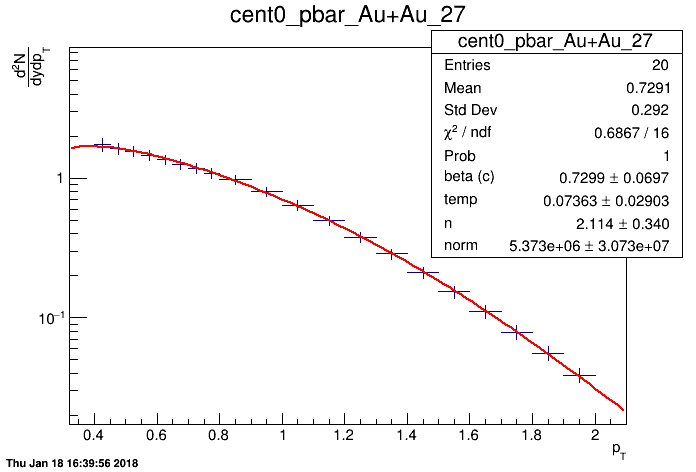 cent0_pbar_Au+Au_27
d²N
dydp_T
cent0_pbar_Au+Au_27
Entries 20
Mean 0.7291
Std Dev 0.292
χ² / ndf 0.6867 / 16
Prob 1
beta (c) 0.7299 ± 0.0697
temp 0.07363 ± 0.02903
n 2.114 ± 0.340
norm 5.373e+06 ± 3.073e+07
1
10⁻¹
0.4 0.6 0.8 1 1.2 1.4 1.6 1.8 2
p_T
Thu Jan 18 16:39:56 2018